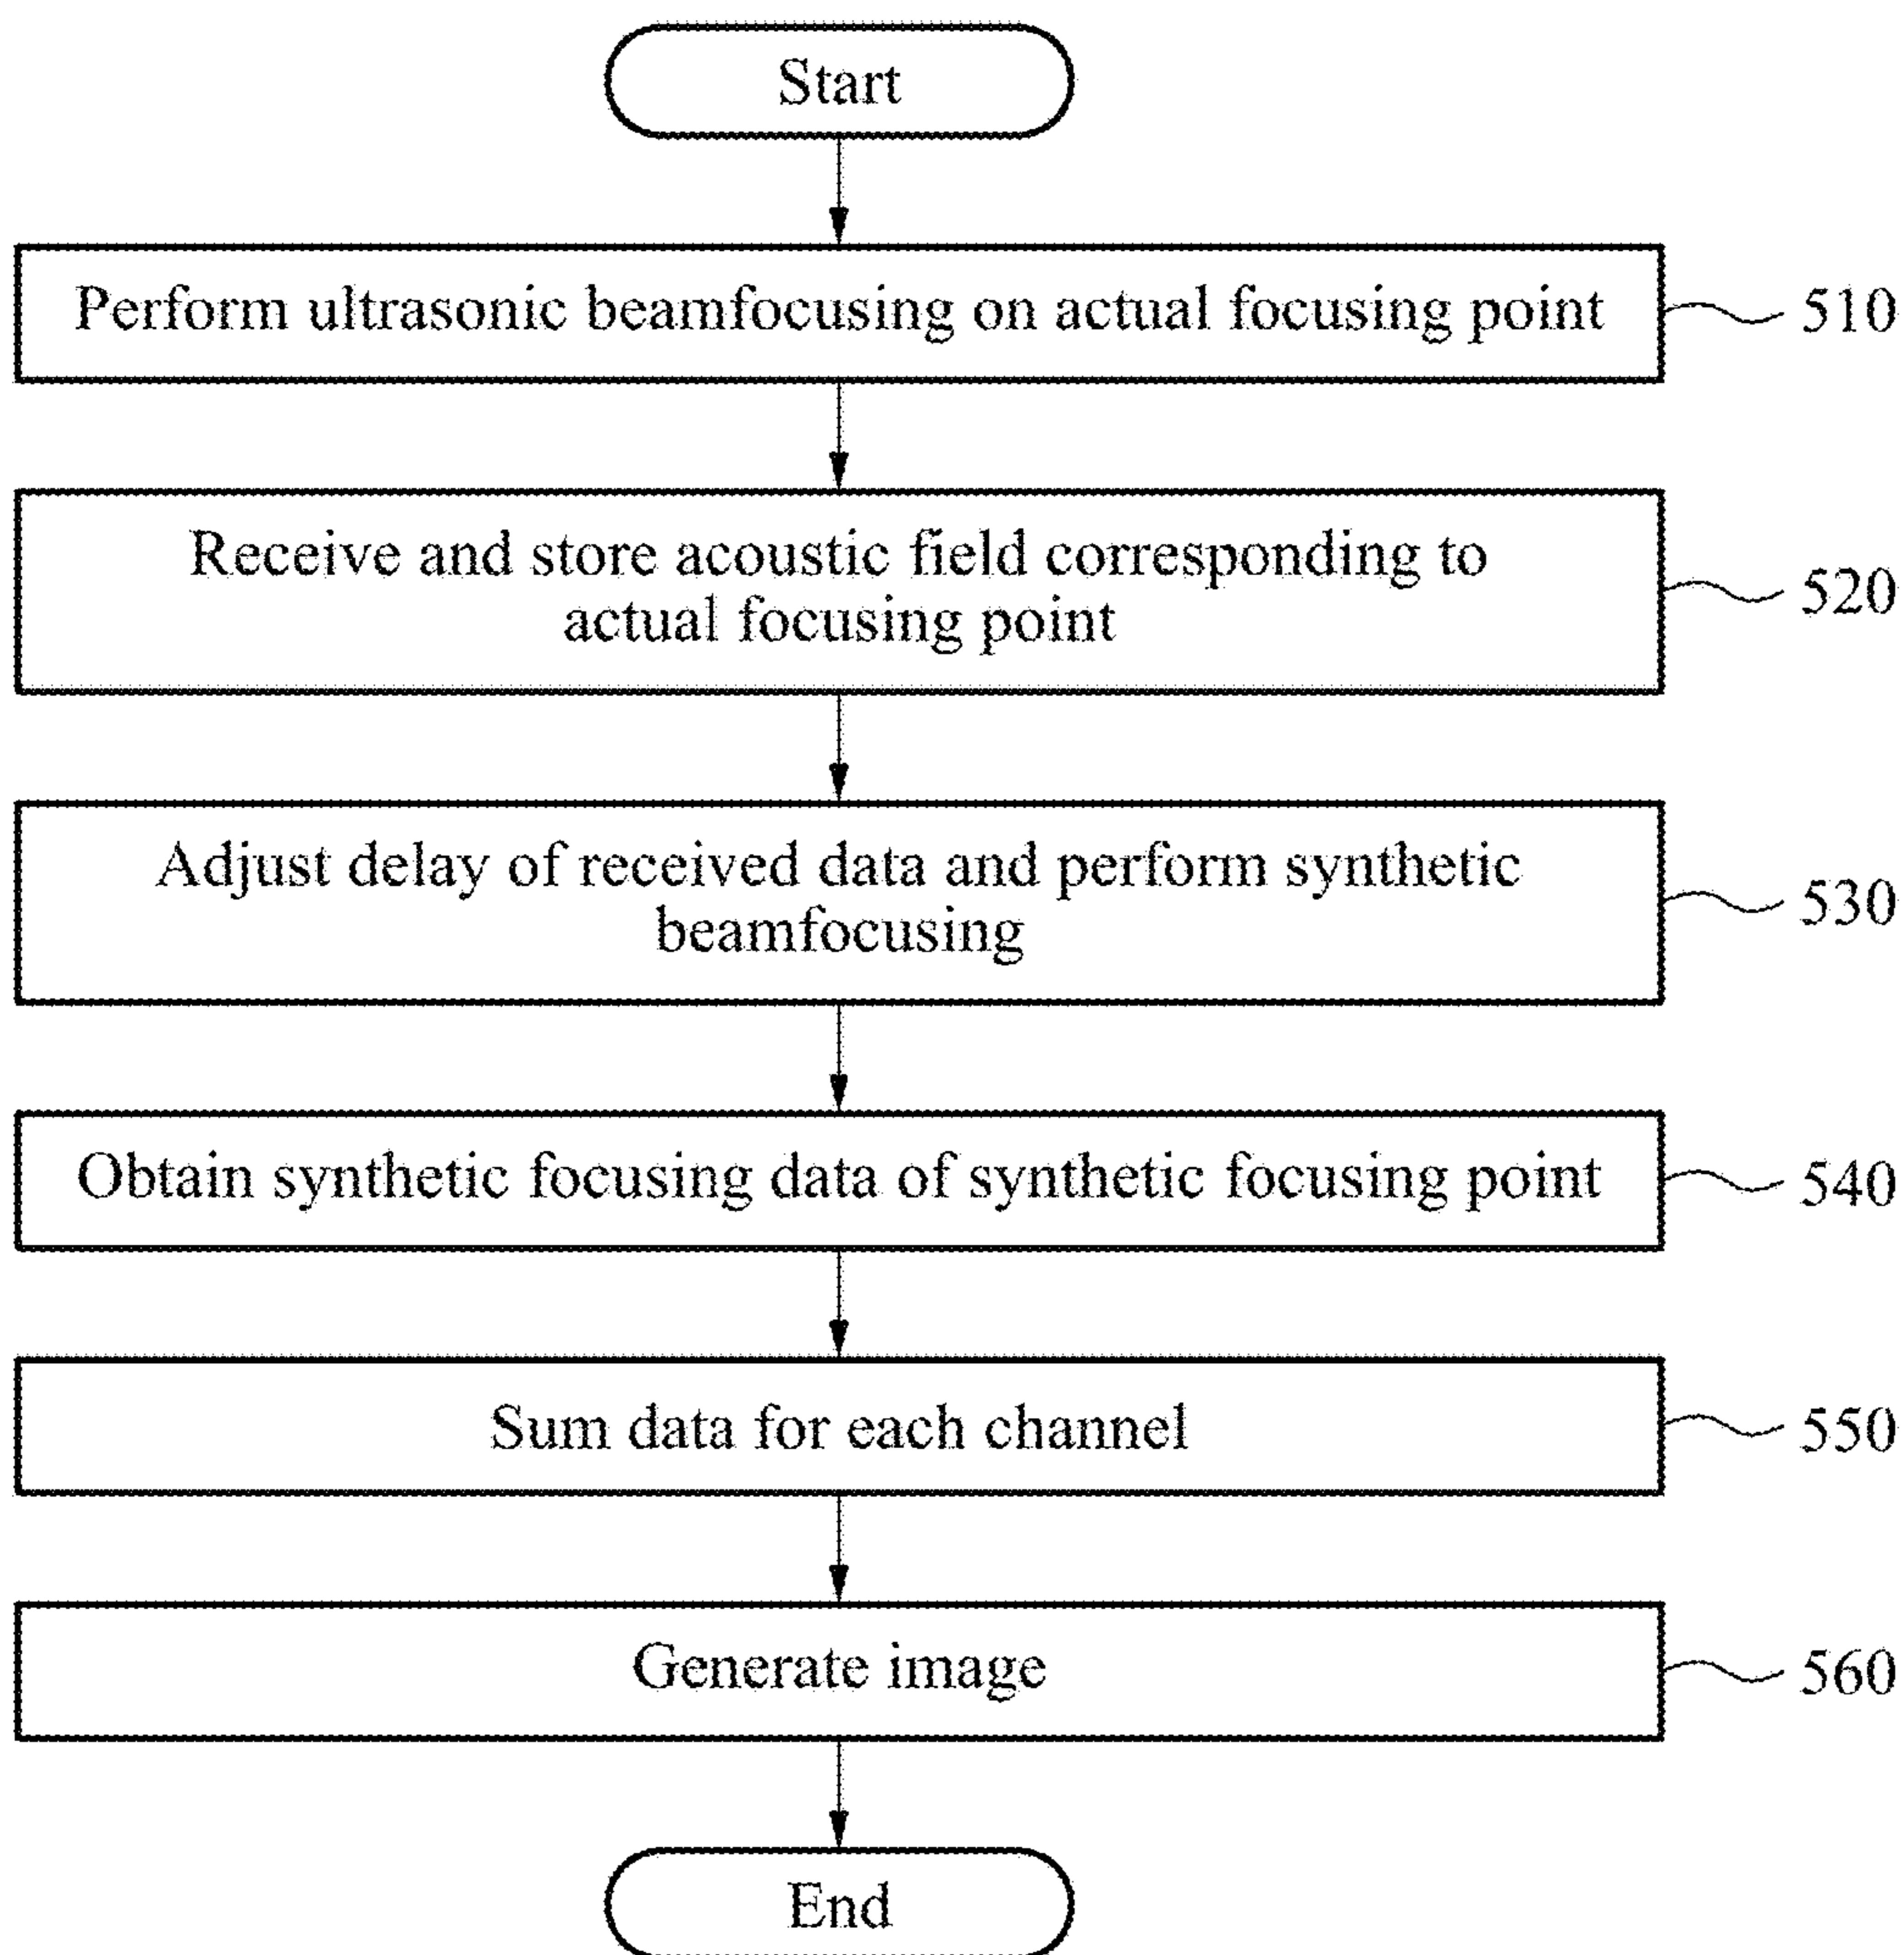 Start
Perform ultrasonic beamfocusing on actual focusing point
510
Receive and store acoustic field corresponding to
actual focusing point
520
Adjust delay of received data and perform synthetic
beamfocusing
530
Obtain synthetic focusing data of synthetic focusing point
540
Sum data for each channel
550
Generate image
560
End